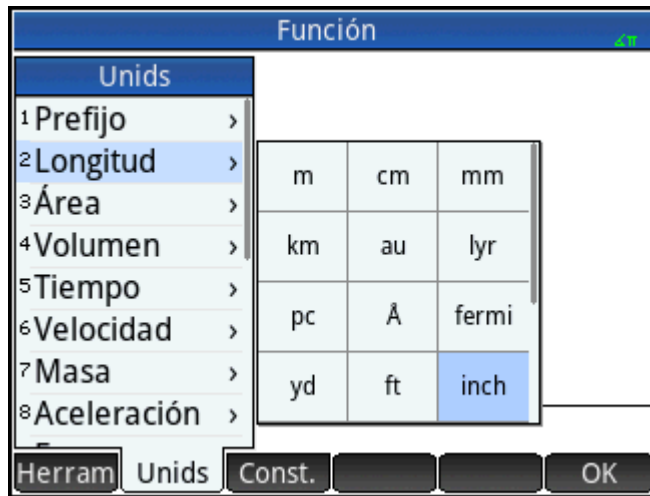 Función
∡π
Unids
1 Prefijo ›
2 Longitud ›
3 Área ›
4 Volumen ›
5 Tiempo ›
6 Velocidad ›
7 Masa ›
8 Aceleración ›
m cm mm
km au lyr
pc Å fermi
yd ft inch
Herram Unids Const. OK